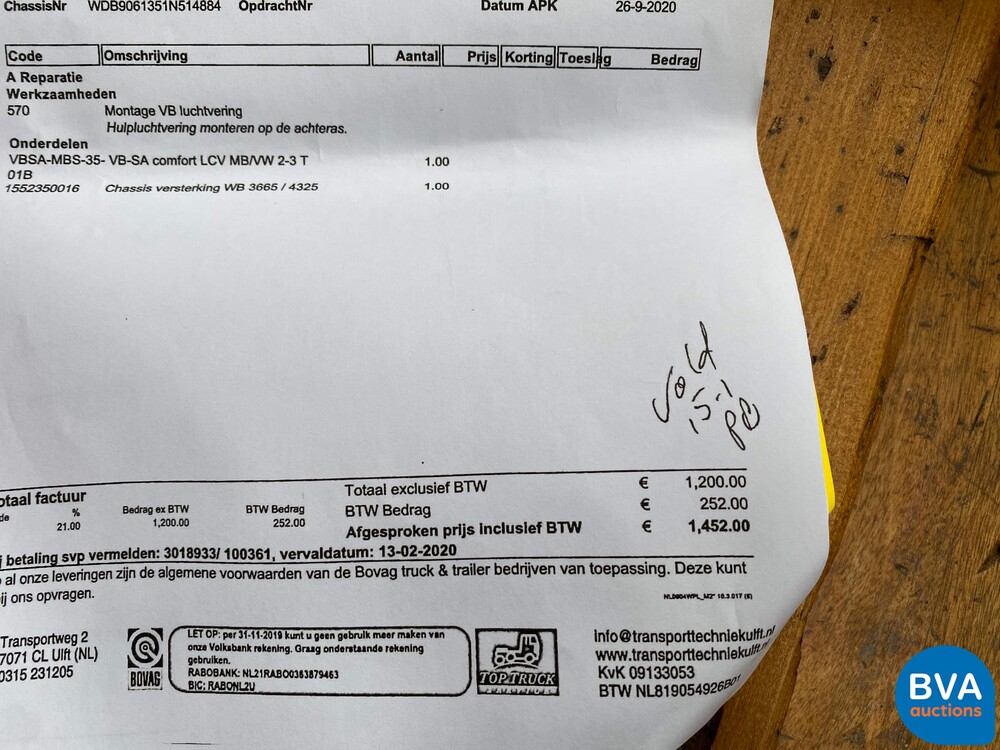 ChassisNr WDB9061351N514884 OpdrachtNr Datum APK 26-9-2020
Code Omschrijving Aantal Prijs Korting Toeslag Bedrag
A Reparatie
Werkzaamheden
570 Montage VB luchtvering
Hulpluchtvering monteren op de achteras.
Onderdelen
VBSA-MBS-35- VB-SA comfort LCV MB/VW 2-3 T 1.00
01B
1552350016 Chassis versterking WB 3665 / 4325 1.00
otaal factuur
de % Bedrag ex BTW BTW Bedrag
21.00 1,200.00 252.00
Totaal exclusief BTW € 1,200.00
BTW Bedrag € 252.00
Afgesproken prijs inclusief BTW € 1,452.00
j betaling svp vermelden: 3018933/ 100361, vervaldatum: 13-02-2020
al onze leveringen zijn de algemene voorwaarden van de Bovag truck & trailer bedrijven van toepassing. Deze kunt
ij ons opvragen.
NLD804WPL_M2* 10.3.017 (E)
Transportweg 2
7071 CL Ulft (NL)
0315 231205
BOVAG
LET OP: per 31-11-2019 kunt u geen gebruik meer maken van
onze Volksbank rekening. Graag onderstaande rekening
gebruiken.
RABOBANK: NL21RABO0363879463
BIC: RABONL2U
TOPTRUCK
info@transporttechniekulft.nl
www.transporttechniekulft.nl
KvK 09133053
BTW NL819054926B01
BVA
auctions